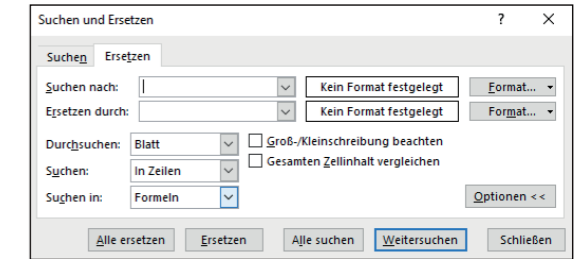 Suchen und Ersetzen ?
Suchen Ersetzen
Suchen nach: Kein Format festgelegt Format...
Ersetzen durch: Kein Format festgelegt Format...
Durchsuchen: Blatt Groß-/Kleinschreibung beachten
Gesamten Zellinhalt vergleichen
Suchen: In Zeilen
Suchen in: Formeln Optionen <<
Alle ersetzen Ersetzen Alle suchen Weitersuchen Schließen